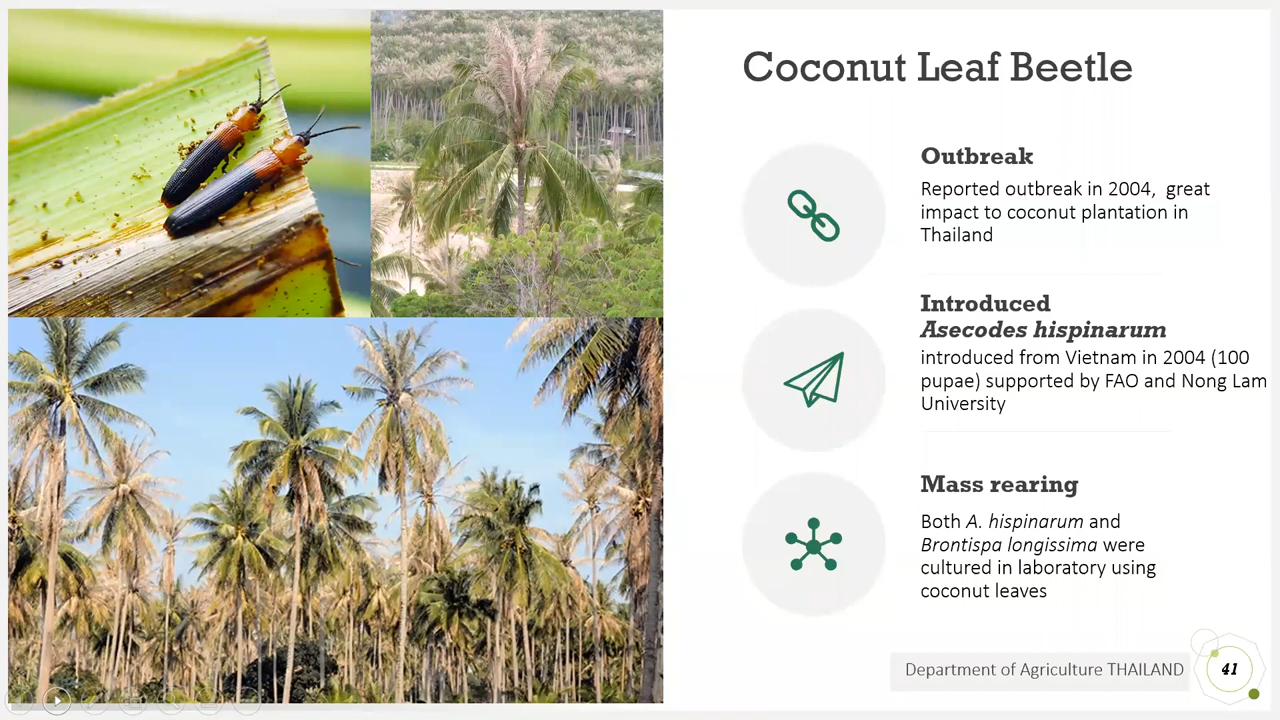 Coconut Leaf Beetle
Outbreak
Reported outbreak in 2004, great
impact to coconut plantation in
Thailand
Introduced
Asecodes hispinarum
introduced from Vietnam in 2004 (100
pupae) supported by FAO and Nong Lam
University
Mass rearing
Both A. hispinarum and
Brontispa longissima were
cultured in laboratory using
coconut leaves
Department of Agriculture THAILAND
41